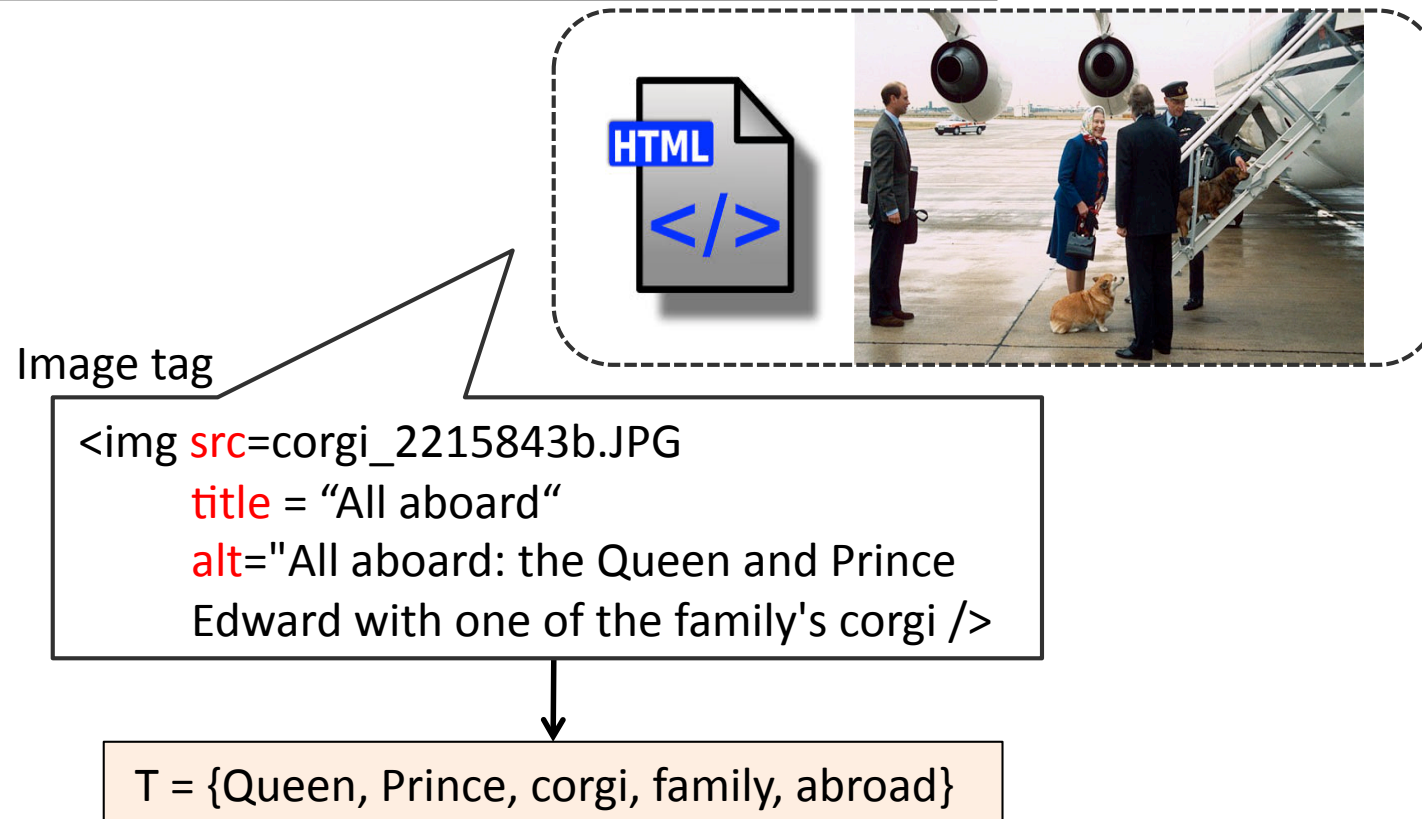 HTML
</>
Image tag
<img src=corgi_2215843b.JPG
title = “All aboard“
alt="All aboard: the Queen and Prince
Edward with one of the family's corgi />
T = {Queen, Prince, corgi, family, abroad}